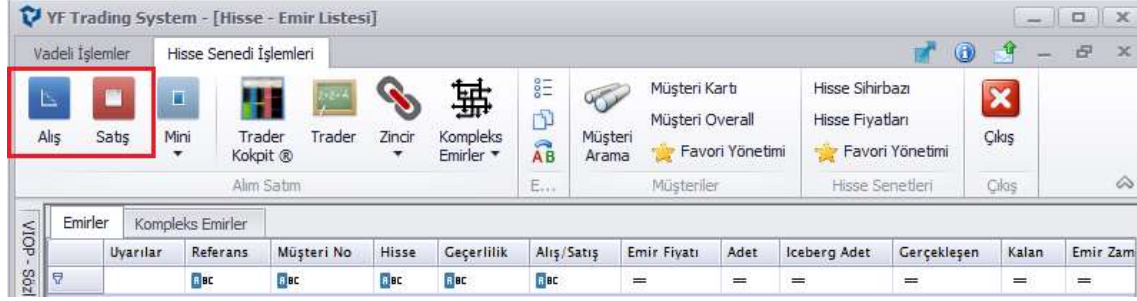 YF Trading System - [Hisse - Emir Listesi]
Vadeli İşlemler Hisse Senedi İşlemleri
Alış Satış Mini Trader Kokpit ® Trader Zincir Kompleks Emirler
Müşteri Arama
Müşteri Kartı
Müşteri Overall
Favori Yönetimi
Hisse Sihirbazı
Hisse Fiyatları
Favori Yönetimi
Çıkış
Alım Satım E... Müşteriler Hisse Senetleri Çıkış
Emirler Kompleks Emirler
Uyarılar Referans Müşteri No Hisse Geçerlilik Alış/Satış Emir Fiyatı Adet Iceberg Adet Gerçekleşen Kalan Emir Zam
VIOP - Sözl